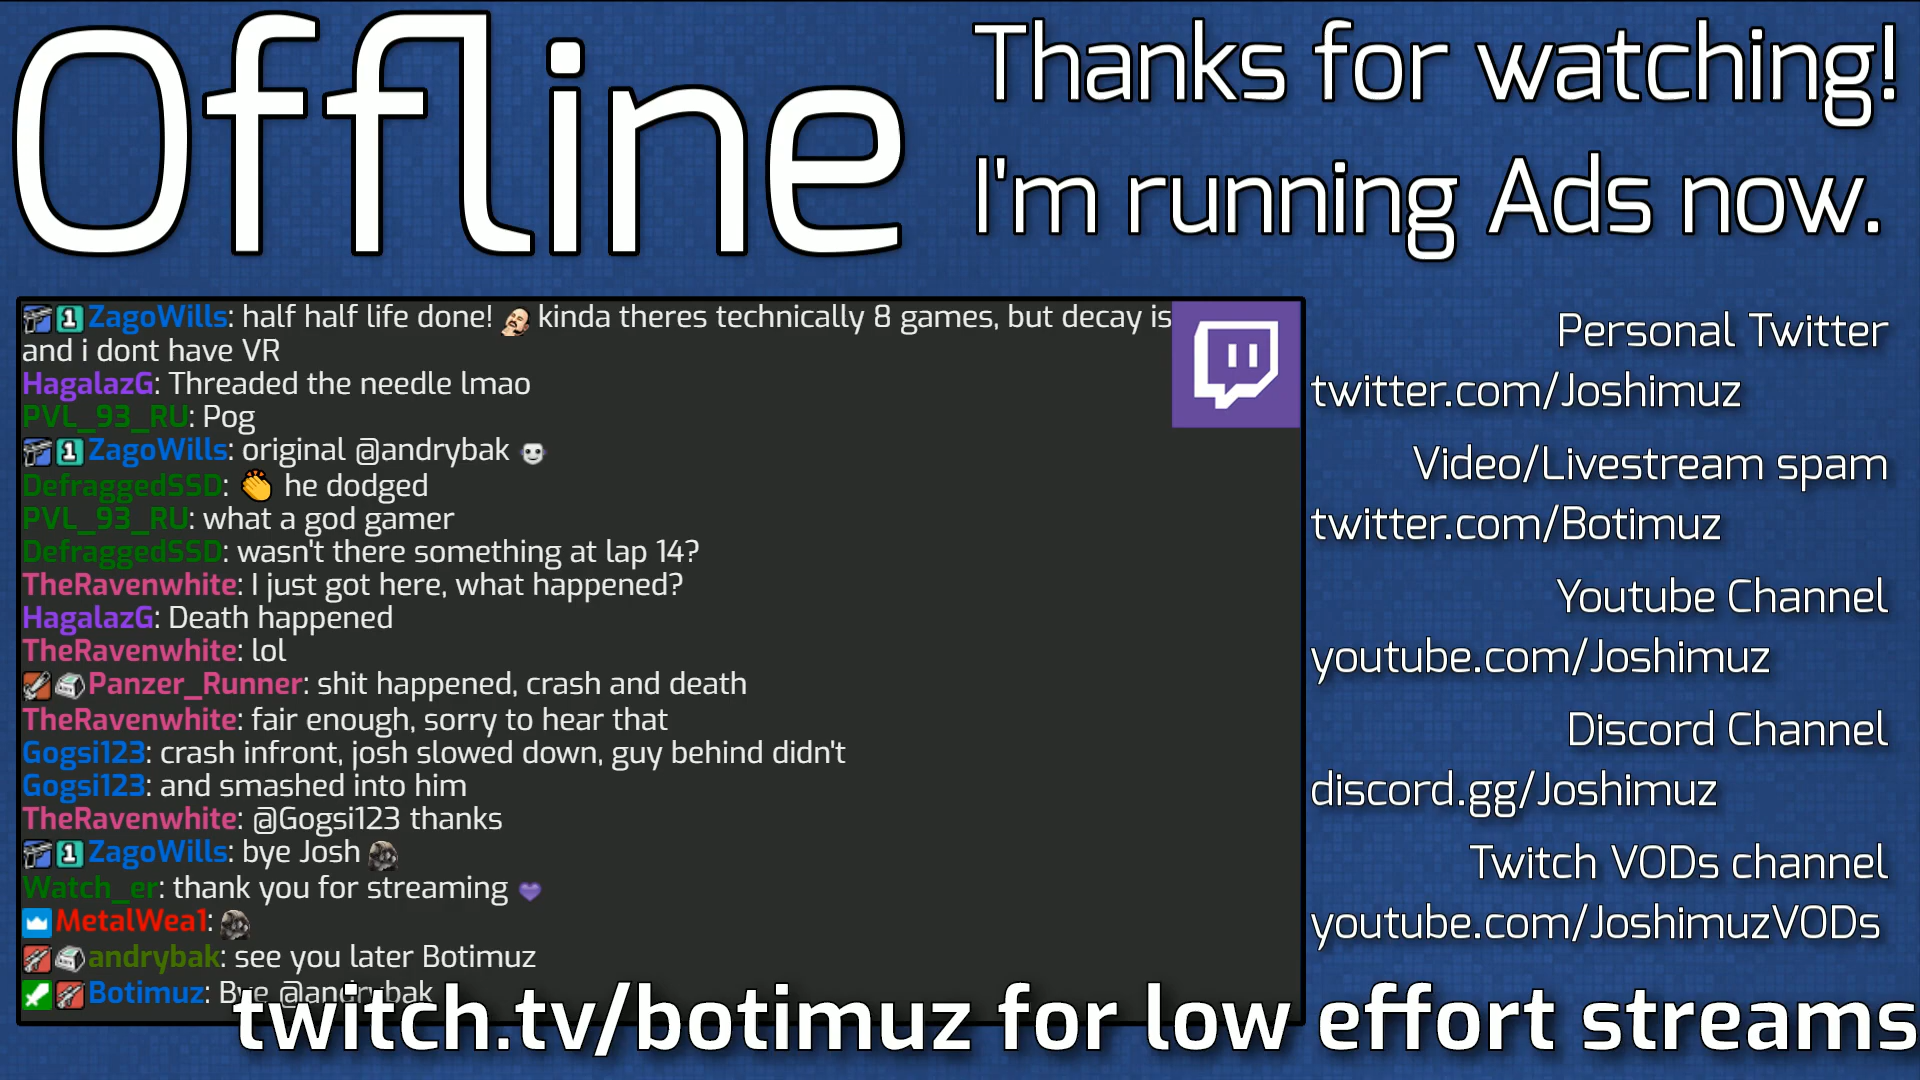 Offline
Thanks for watching!
I'm running Ads now.
1 ZagoWills: half half life done! kinda theres technically 8 games, but decay is
and i dont have VR
HagalazG: Threaded the needle lmao
PVL_93_RU: Pog
1 ZagoWills: original @andrybak
DefraggedSSD: 👏 he dodged
PVL_93_RU: what a god gamer
DefraggedSSD: wasn't there something at lap 14?
TheRavenwhite: I just got here, what happened?
HagalazG: Death happened
TheRavenwhite: lol
Panzer_Runner: shit happened, crash and death
TheRavenwhite: fair enough, sorry to hear that
Gogsi123: crash infront, josh slowed down, guy behind didn't
Gogsi123: and smashed into him
TheRavenwhite: @Gogsi123 thanks
1 ZagoWills: bye Josh
Watch_er: thank you for streaming 💜
MetalWea1:
andrybak: see you later Botimuz
Botimuz: Bye @andrybak
Personal Twitter
twitter.com/Joshimuz
Video/Livestream spam
twitter.com/Botimuz
Youtube Channel
youtube.com/Joshimuz
Discord Channel
discord.gg/Joshimuz
Twitch VODs channel
youtube.com/JoshimuzVODs
twitch.tv/botimuz for low effort streams